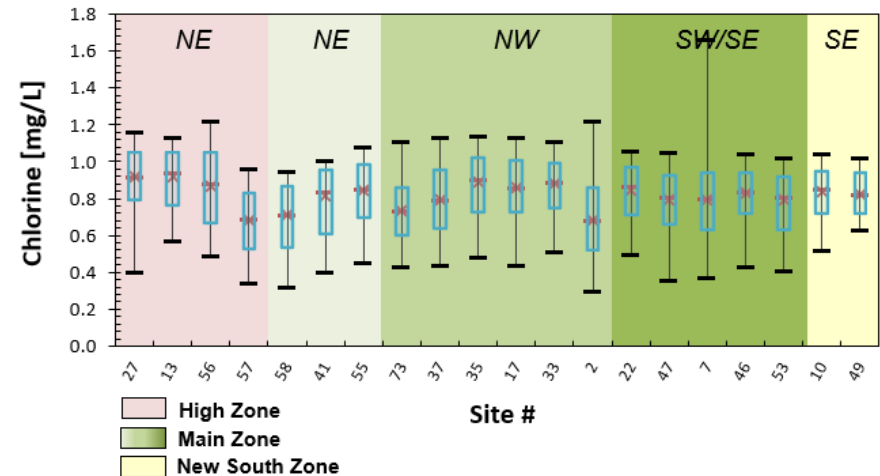 NE NE NW SW/SE SE
Chlorine [mg/L]
1.8
1.6
1.4
1.2
1.0
0.8
0.6
0.4
0.2
0.0
27 13 56 57 58 41 55 73 37 35 17 33 2 22 47 7 46 53 10 49
Site #
High Zone
Main Zone
New South Zone